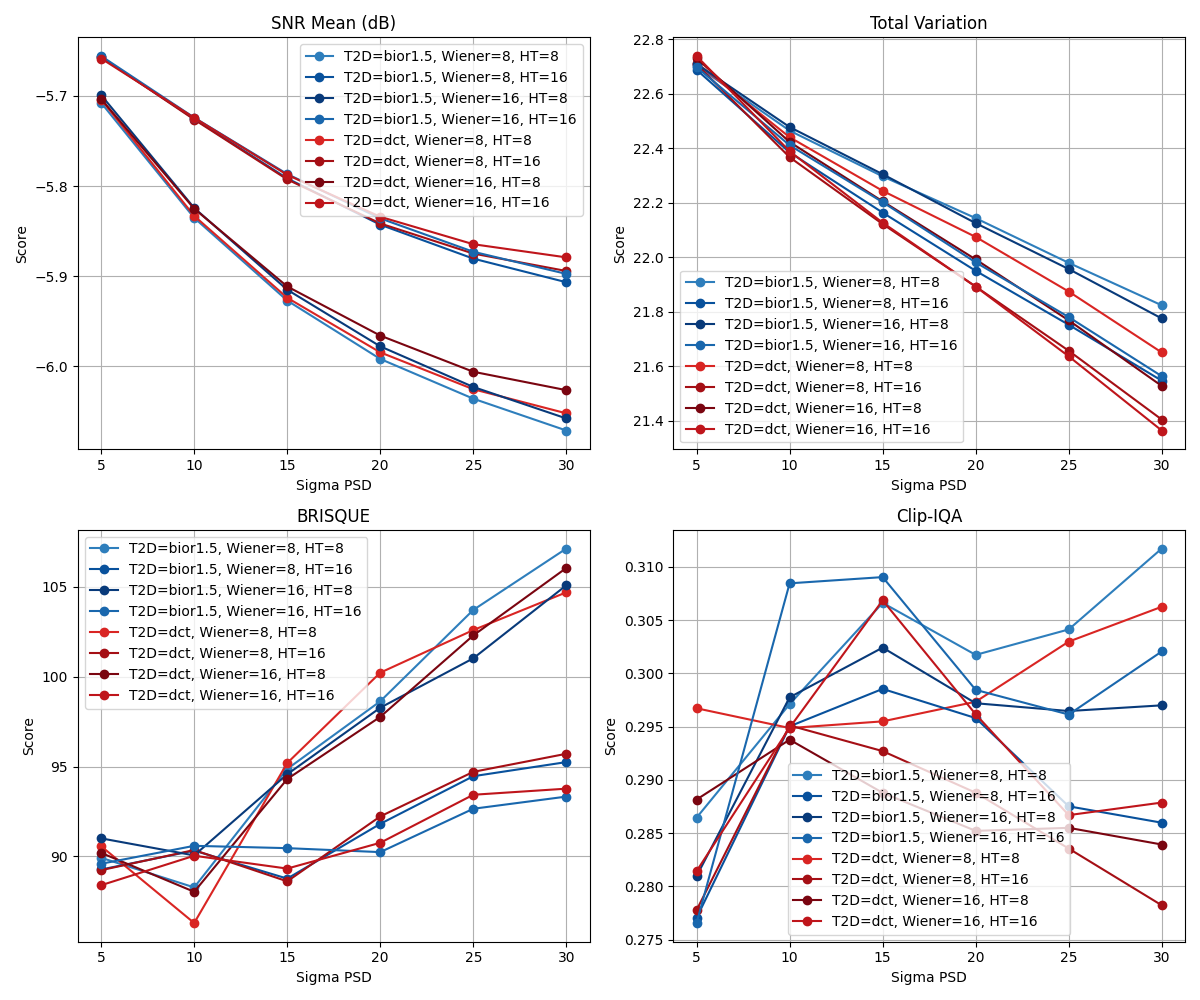 SNR Mean (dB)
−5.7
−5.8
−5.9
−6.0
Score
T2D=bior1.5, Wiener=8, HT=8
T2D=bior1.5, Wiener=8, HT=16
T2D=bior1.5, Wiener=16, HT=8
T2D=bior1.5, Wiener=16, HT=16
T2D=dct, Wiener=8, HT=8
T2D=dct, Wiener=8, HT=16
T2D=dct, Wiener=16, HT=8
T2D=dct, Wiener=16, HT=16
5 10 15 20 25 30
Sigma PSD
Total Variation
22.8
22.6
22.4
22.2
22.0
21.8
21.6
21.4
Score
T2D=bior1.5, Wiener=8, HT=8
T2D=bior1.5, Wiener=8, HT=16
T2D=bior1.5, Wiener=16, HT=8
T2D=bior1.5, Wiener=16, HT=16
T2D=dct, Wiener=8, HT=8
T2D=dct, Wiener=8, HT=16
T2D=dct, Wiener=16, HT=8
T2D=dct, Wiener=16, HT=16
5 10 15 20 25 30
Sigma PSD
BRISQUE
105
100
95
90
Score
T2D=bior1.5, Wiener=8, HT=8
T2D=bior1.5, Wiener=8, HT=16
T2D=bior1.5, Wiener=16, HT=8
T2D=bior1.5, Wiener=16, HT=16
T2D=dct, Wiener=8, HT=8
T2D=dct, Wiener=8, HT=16
T2D=dct, Wiener=16, HT=8
T2D=dct, Wiener=16, HT=16
5 10 15 20 25 30
Sigma PSD
Clip-IQA
0.310
0.305
0.300
0.295
0.290
0.285
0.280
0.275
Score
T2D=bior1.5, Wiener=8, HT=8
T2D=bior1.5, Wiener=8, HT=16
T2D=bior1.5, Wiener=16, HT=8
T2D=bior1.5, Wiener=16, HT=16
T2D=dct, Wiener=8, HT=8
T2D=dct, Wiener=8, HT=16
T2D=dct, Wiener=16, HT=8
T2D=dct, Wiener=16, HT=16
5 10 15 20 25 30
Sigma PSD